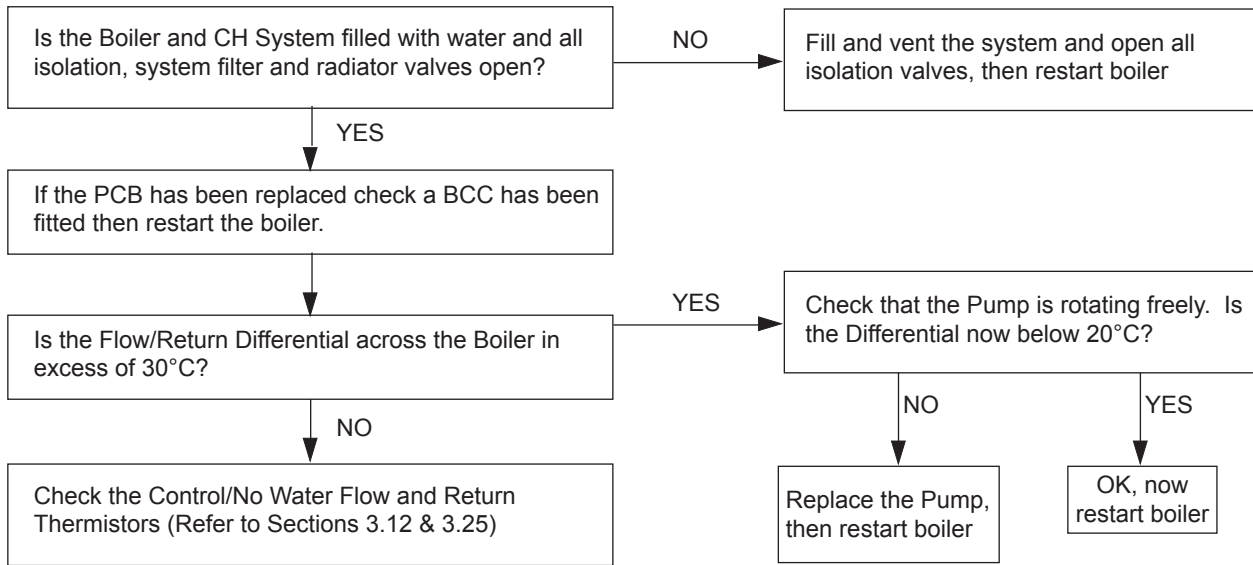 Is the Boiler and CH System filled with water and all
isolation, system filter and radiator valves open?
NO
Fill and vent the system and open all
isolation valves, then restart boiler
YES
If the PCB has been replaced check a BCC has been
fitted then restart the boiler.
Is the Flow/Return Differential across the Boiler in
excess of 30°C?
YES
Check that the Pump is rotating freely.  Is
the Differential now below 20°C?
NO
Check the Control/No Water Flow and Return
Thermistors (Refer to Sections 3.12 & 3.25)
NO
Replace the Pump,
then restart boiler
YES
OK, now
restart boiler